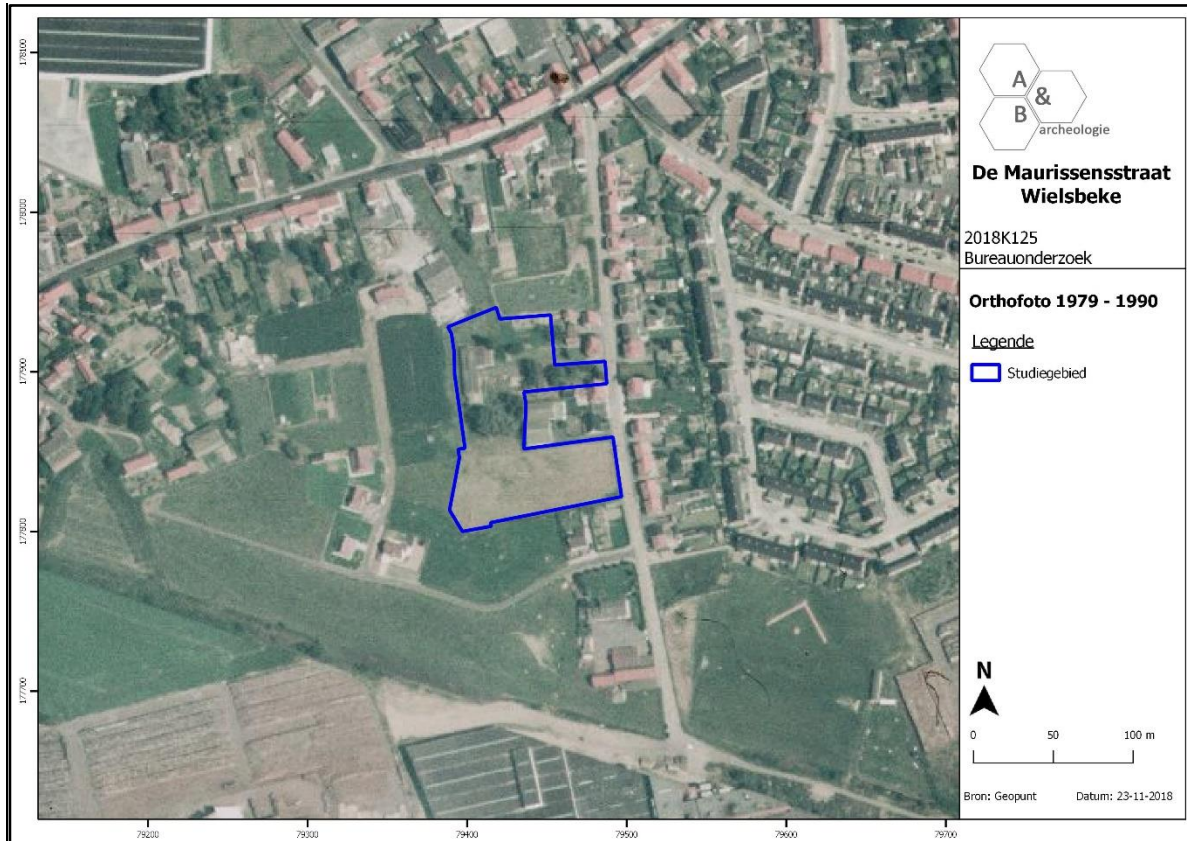 A
&
B
archeologie
De Maurissensstraat
Wielsbeke
2018K125
Bureauonderzoek
Orthofoto 1979 - 1990
Legende
Studiegebied
N
0 50 100 m
Bron: Geopunt Datum: 23-11-2018
178100
178000
177900
177800
177700
79200 79300 79400 79500 79600 79700